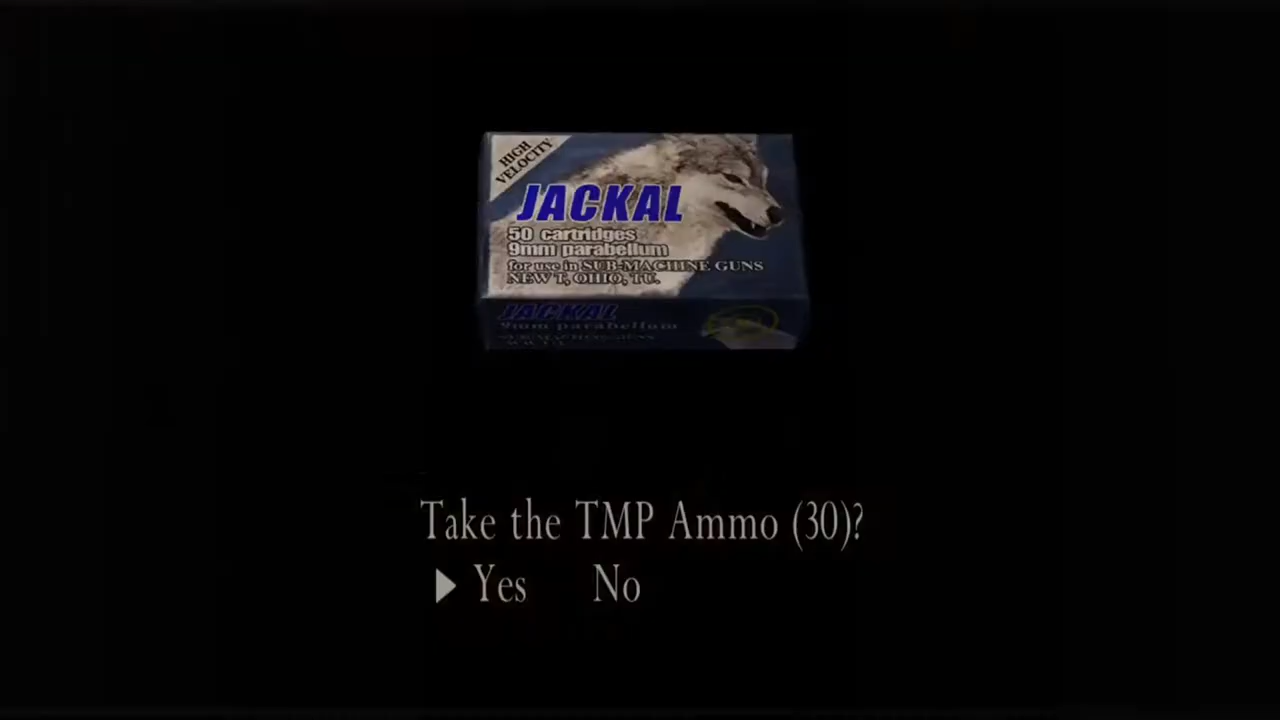 HIGH
VELOCITY
JACKAL
50 cartridges
9mm parabellum
for use in SUB-MACHINE GUNS
NEW T, OHIO, TU.
JACKAL
9mm parabellum
Take the TMP Ammo (30)?
Yes No